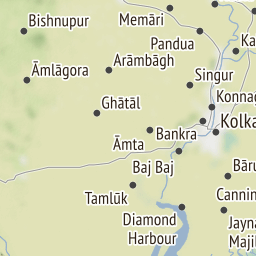 Bishnupur
Memāri
Pandua
Ka
Āmlāgora
Arāmbāgh
Singur
Ghātāl
Konnag
Kolka
Āmta
Bankra
Baj Baj
Bāru
Tamlūk
Cannin
Diamond
Harbour
Jayna
Majil